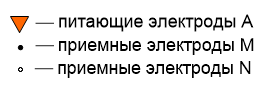 — питающие электроды A
— приемные электроды M
— приемные электроды N